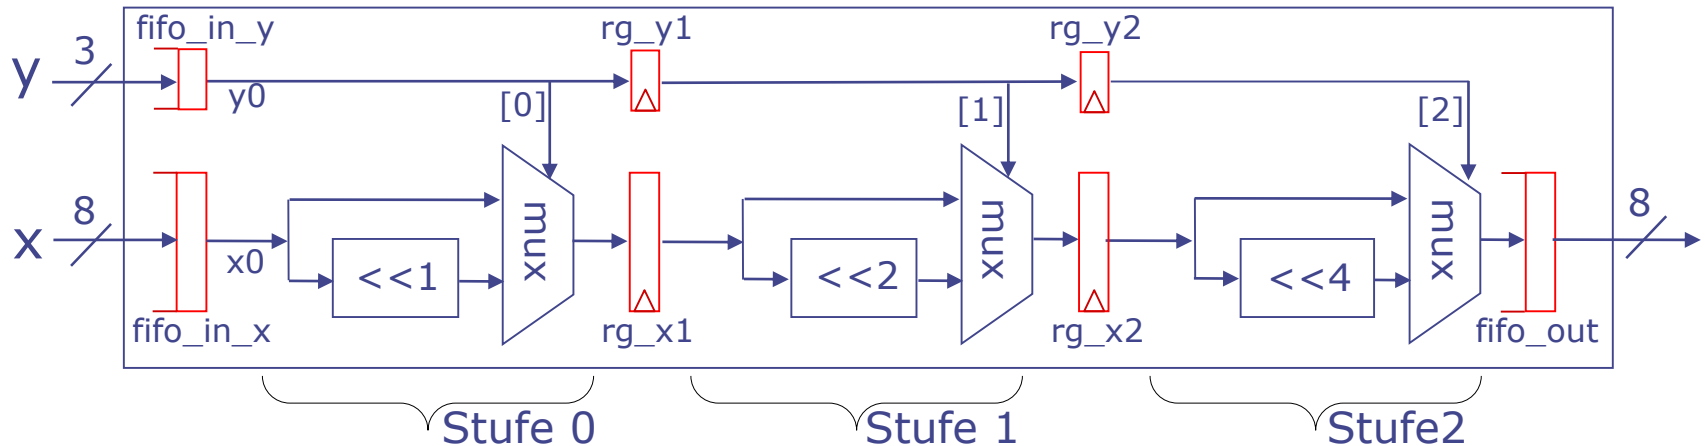 fifo_in_y rg_y1 rg_y2
y 3 y0 [0] [1] [2]
x 8 x0 <<1 mux <<2 mux <<4 mux 8
fifo_in_x rg_x1 rg_x2 fifo_out
Stufe 0 Stufe 1 Stufe2